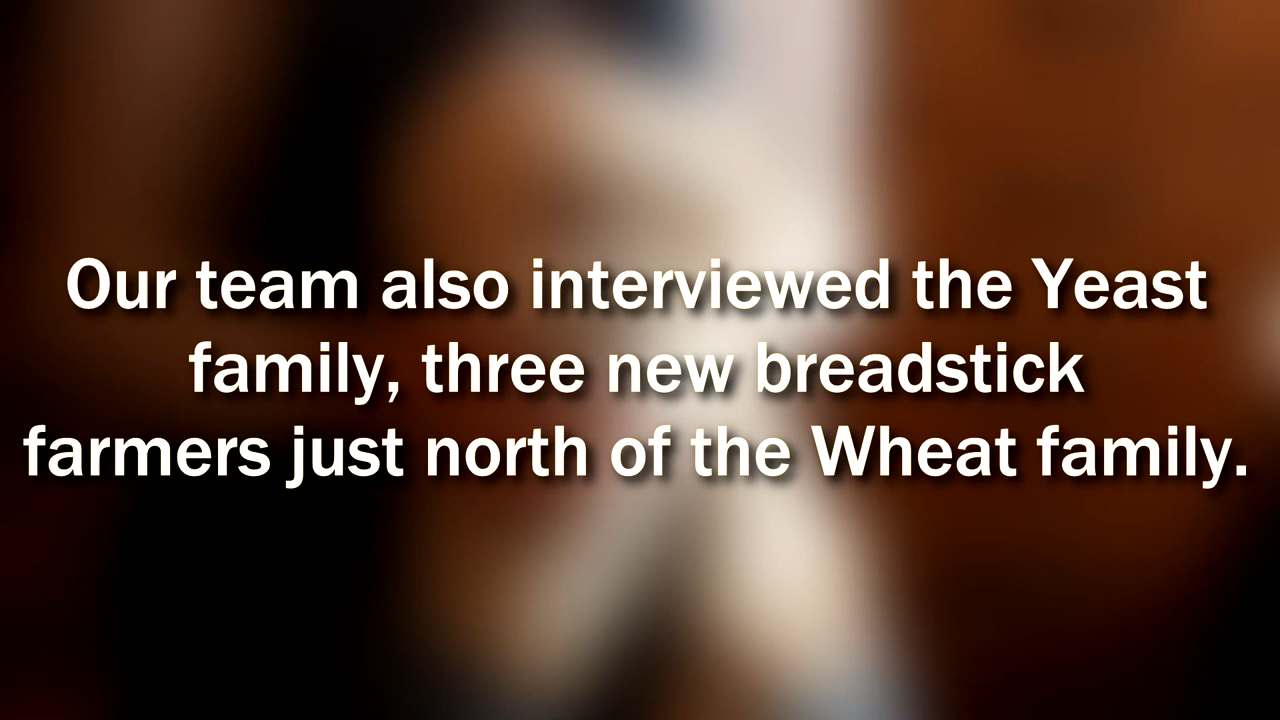 Our team also interviewed the Yeast
family, three new breadstick
farmers just north of the Wheat family.